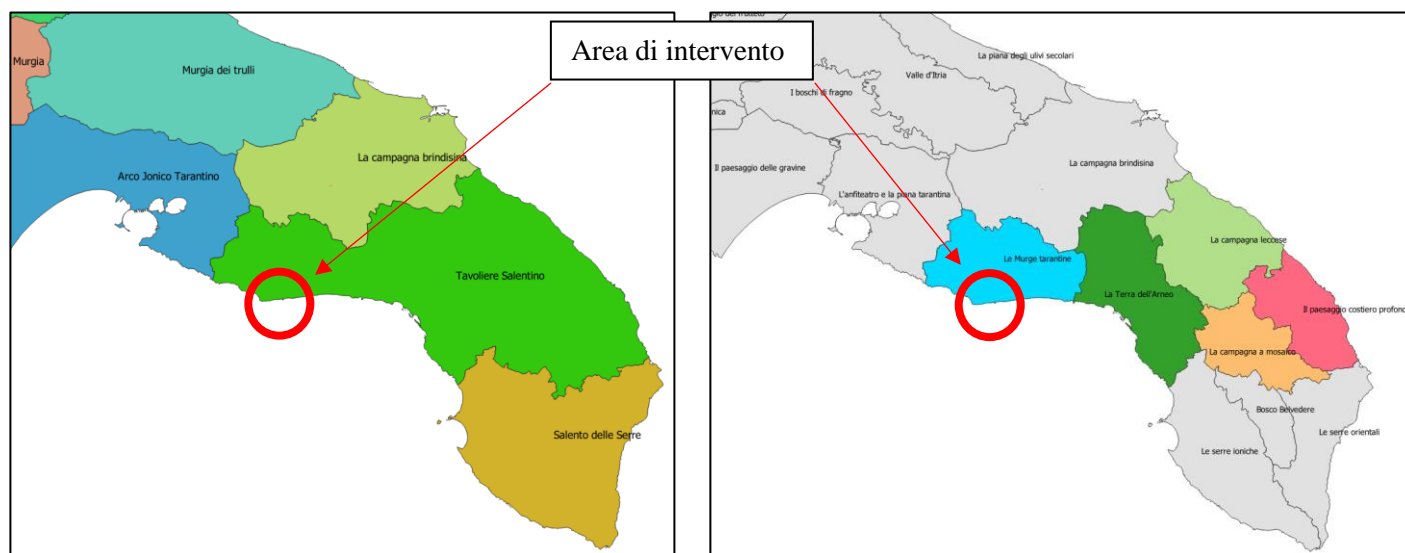 Area di intervento
Murgia
Murgia dei trulli
La campagna brindisina
Arco Jonico Tarantino
Tavoliere Salentino
Salento delle Serre
La piana degli ulivi secolari
Valle d'Itria
I boschi di fragno
La campagna brindisina
Il paesaggio delle gravine
L'anfiteatro e la piana tarantina
La campagna leccese
Le Murge tarantine
La Terra dell'Arneo
Il paesaggio costiero profond
La campagna a mosaico
Bosco Belvedere
Le serre orientali
Le serre ioniche